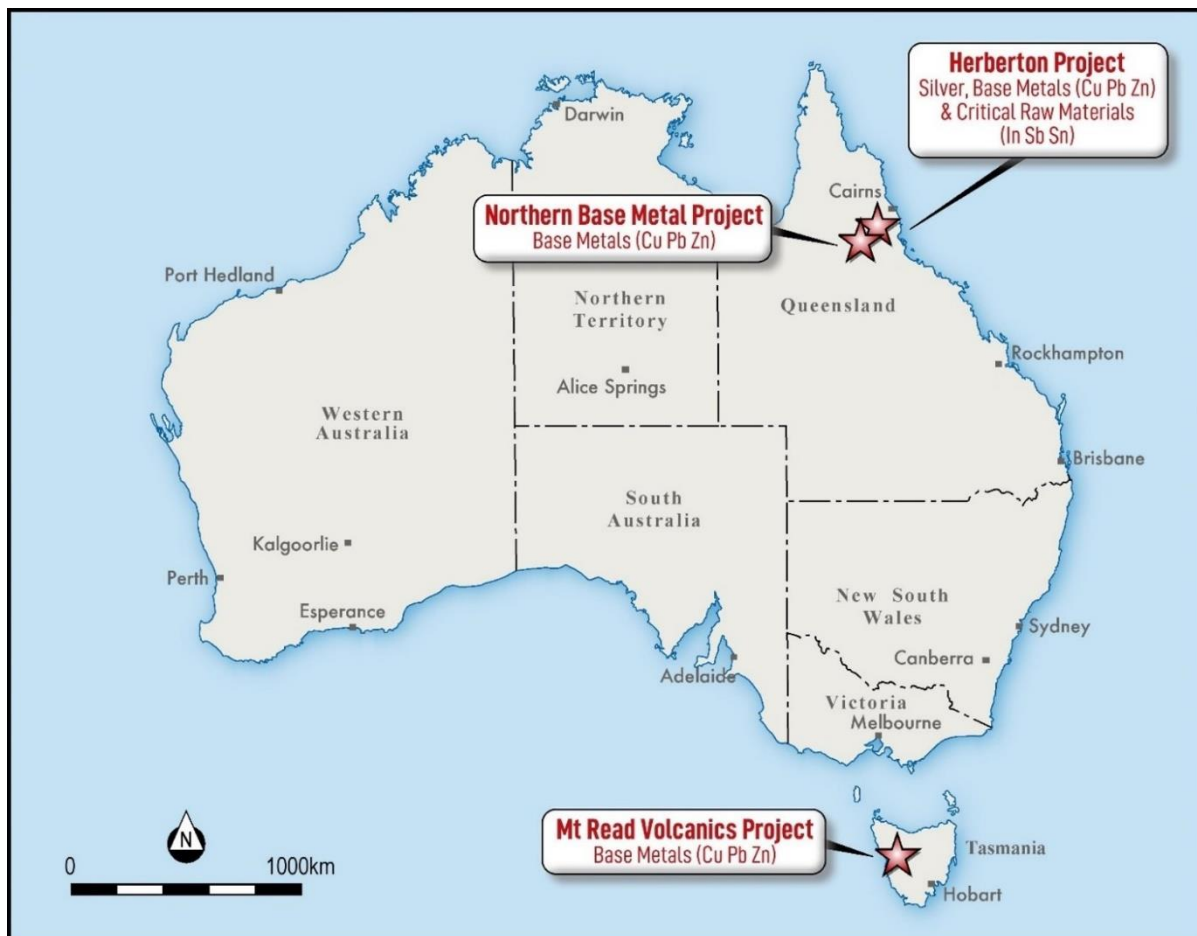 Herberton Project
Silver, Base Metals (Cu Pb Zn)
& Critical Raw Materials
(In Sb Sn)
Darwin
Cairns
Northern Base Metal Project
Base Metals (Cu Pb Zn)
Port Hedland
Northern
Territory
Queensland
Rockhampton
Alice Springs
Western
Australia
Brisbane
South
Australia
Kalgoorlie
Perth
New South
Wales
Esperance
Sydney
Canberra
Adelaide
Victoria
Melbourne
Mt Read Volcanics Project
Base Metals (Cu Pb Zn)
Tasmania
Hobart
N
0 1000km